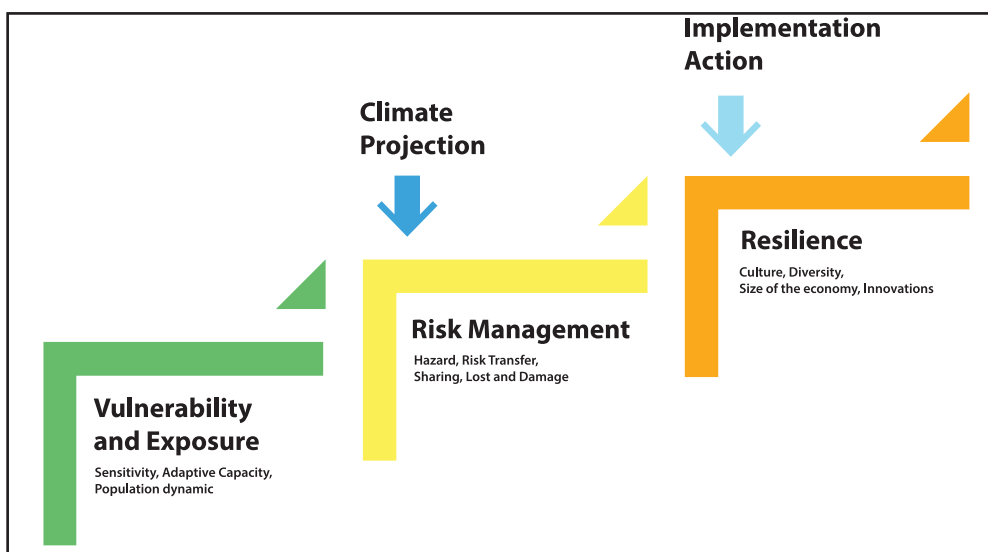 Implementation
Action
Climate
Projection
Resilience
Culture, Diversity,
Size of the economy, Innovations
Risk Management
Hazard, Risk Transfer,
Sharing, Lost and Damage
Vulnerability
and Exposure
Sensitivity, Adaptive Capacity,
Population dynamic